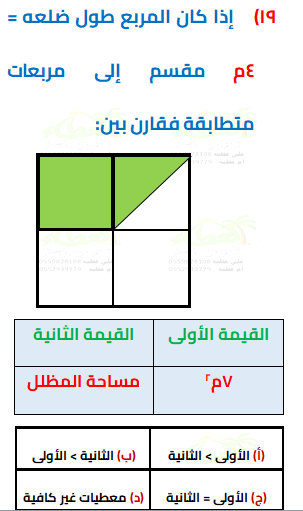 ١٩) إذا كان المربع طول ضلعه =
٤م مقسم إلى مربعات
متطابقة فقارن بين:
القيمة الأولى القيمة الثانية
٧م٢ مساحة المظلل
(أ) الأولى > الثانية (ب) الثانية > الأولى
(ج) الأولى = الثانية (د) معطيات غير كافية